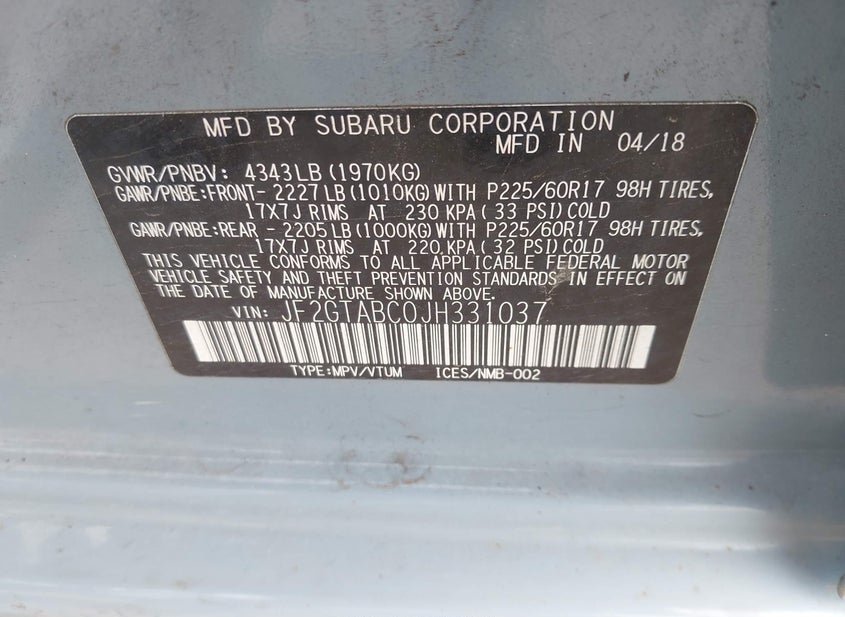 MFD BY SUBARU CORPORATION
MFD IN 04/18
GVWR/PNBV: 4343LB (1970KG)
GAWR/PNBE:FRONT- 2227LB (1010KG) WITH P225/60R17 98H TIRES,
17X7J RIMS AT 230 KPA ( 33 PSI) COLD
GAWR/PNBE:REAR - 2205LB (1000KG) WITH P225/60R17 98H TIRES,
17X7J RIMS AT 220 KPA ( 32 PSI) COLD
THIS VEHICLE CONFORMS TO ALL APPLICABLE FEDERAL MOTOR
VEHICLE SAFETY AND THEFT PREVENTION STANDARDS IN EFFECT ON
THE DATE OF MANUFACTURE SHOWN ABOVE.
VIN: JF2GTABC0JH331037
TYPE:MPV/VTUM ICES/NMB-002